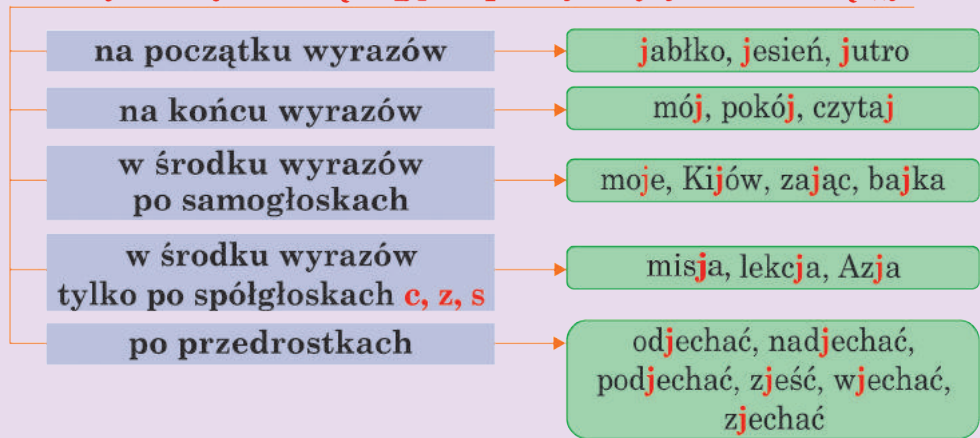 na początku wyrazów
jabłko, jesień, jutro
na końcu wyrazów
mój, pokój, czytaj
w środku wyrazów
po samogłoskach
moje, Kijów, zając, bajka
w środku wyrazów
tylko po spółgłoskach c, z, s
misja, lekcja, Azja
po przedrostkach
odjechać, nadjechać,
podjechać, zjeść, wjechać,
zjechać